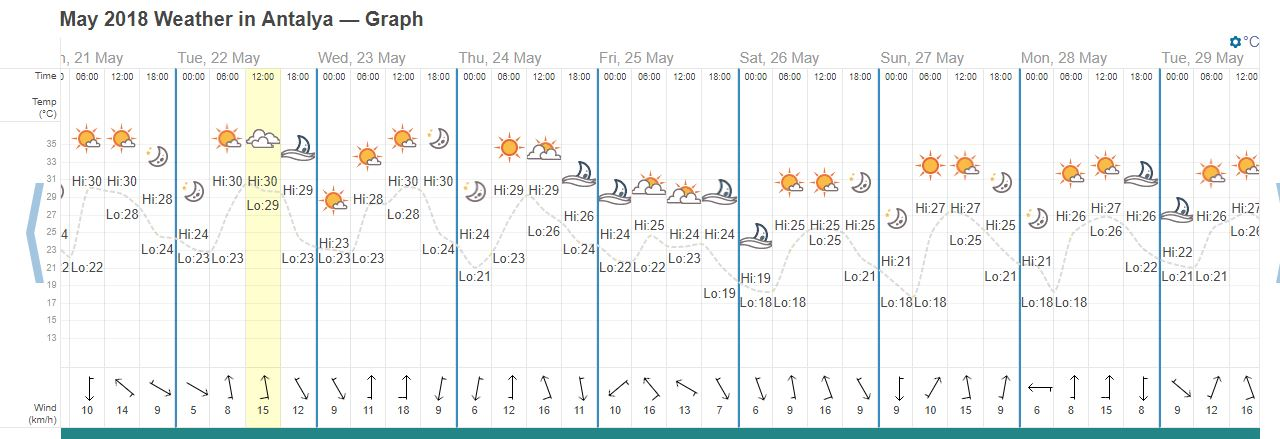 May 2018 Weather in Antalya — Graph
°C
21 May Tue, 22 May Wed, 23 May Thu, 24 May Fri, 25 May Sat, 26 May Sun, 27 May Mon, 28 May Tue, 29 May
Time 06:00 12:00 18:00 00:00 06:00 12:00 18:00 00:00 06:00 12:00 18:00 00:00 06:00 12:00 18:00 00:00 06:00 12:00 18:00 00:00 06:00 12:00 18:00 00:00 06:00 12:00 18:00 00:00 06:00 12:00 18:00 00:00 06:00 12:00
Temp
(°C)
35
33
31
29
27
25
23
21
19
17
15
13
Hi:30 Hi:30 Hi:28 Hi:24 Hi:30 Hi:30 Hi:29 Hi:23 Hi:28 Hi:30 Hi:30 Hi:24 Hi:29 Hi:29 Hi:26 Hi:24 Hi:25 Hi:24 Hi:24 Hi:19 Hi:25 Hi:25 Hi:25 Hi:21 Hi:27 Hi:27 Hi:25 Hi:21 Hi:26 Hi:27 Hi:26 Hi:22 Hi:26 Hi:27
Lo:22 Lo:28 Lo:24 Lo:23 Lo:23 Lo:29 Lo:23 Lo:23 Lo:23 Lo:28 Lo:24 Lo:21 Lo:23 Lo:26 Lo:24 Lo:22 Lo:22 Lo:23 Lo:19 Lo:18 Lo:18 Lo:25 Lo:21 Lo:18 Lo:18 Lo:25 Lo:21 Lo:18 Lo:18 Lo:26 Lo:22 Lo:21 Lo:21 Lo:26
Wind
(km/h)
10 14 9 5 8 15 12 9 11 18 9 6 12 16 11 10 16 13 7 6 9 16 9 9 10 15 9 6 8 15 8 9 12 16